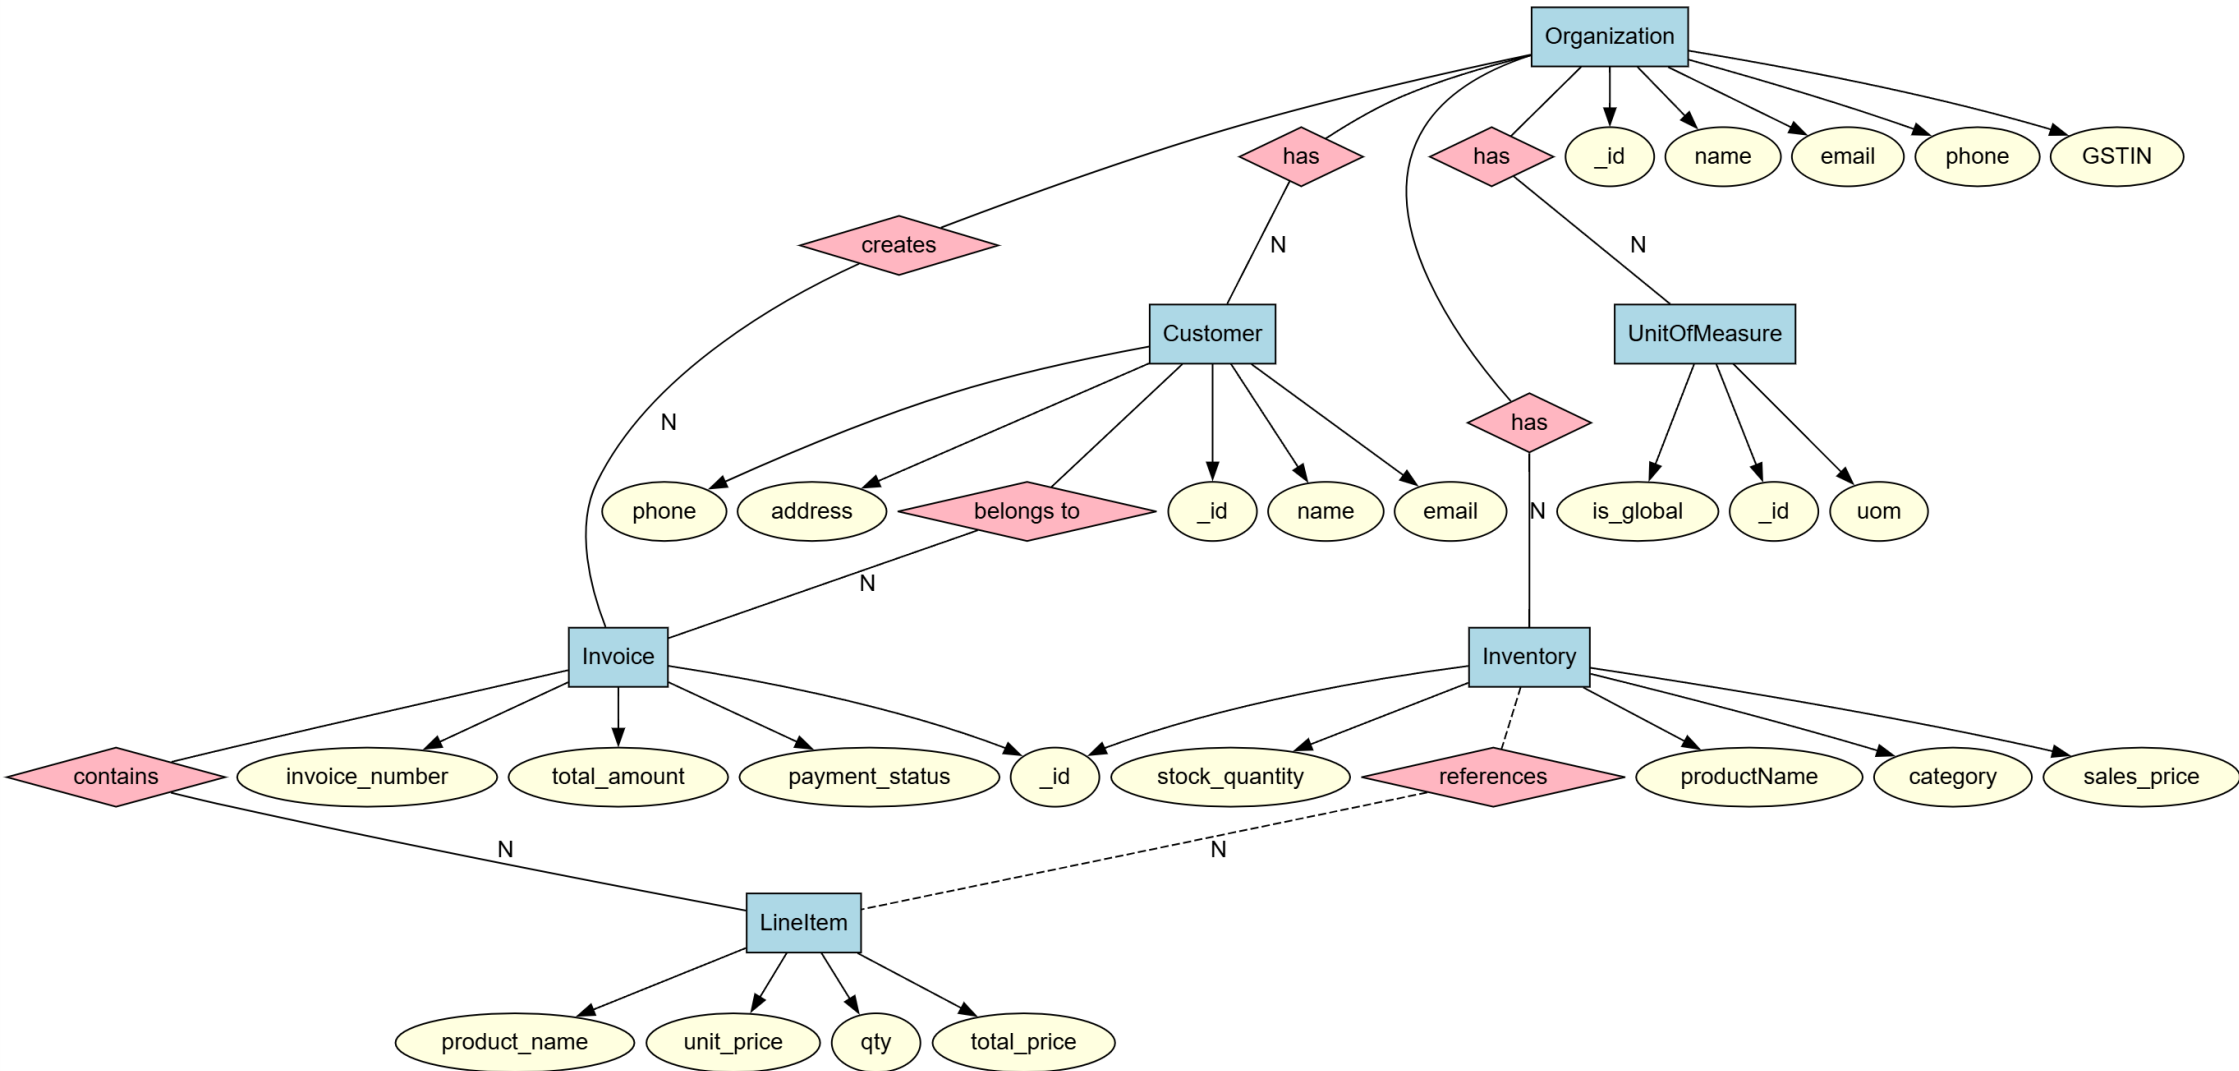 Organization
has
has
_id
name
email
phone
GSTIN
creates
N
N
Customer
UnitOfMeasure
N
has
phone
address
belongs to
_id
name
email
N
is_global
_id
uom
N
Invoice
Inventory
contains
invoice_number
total_amount
payment_status
_id
stock_quantity
references
productName
category
sales_price
N
N
LineItem
product_name
unit_price
qty
total_price